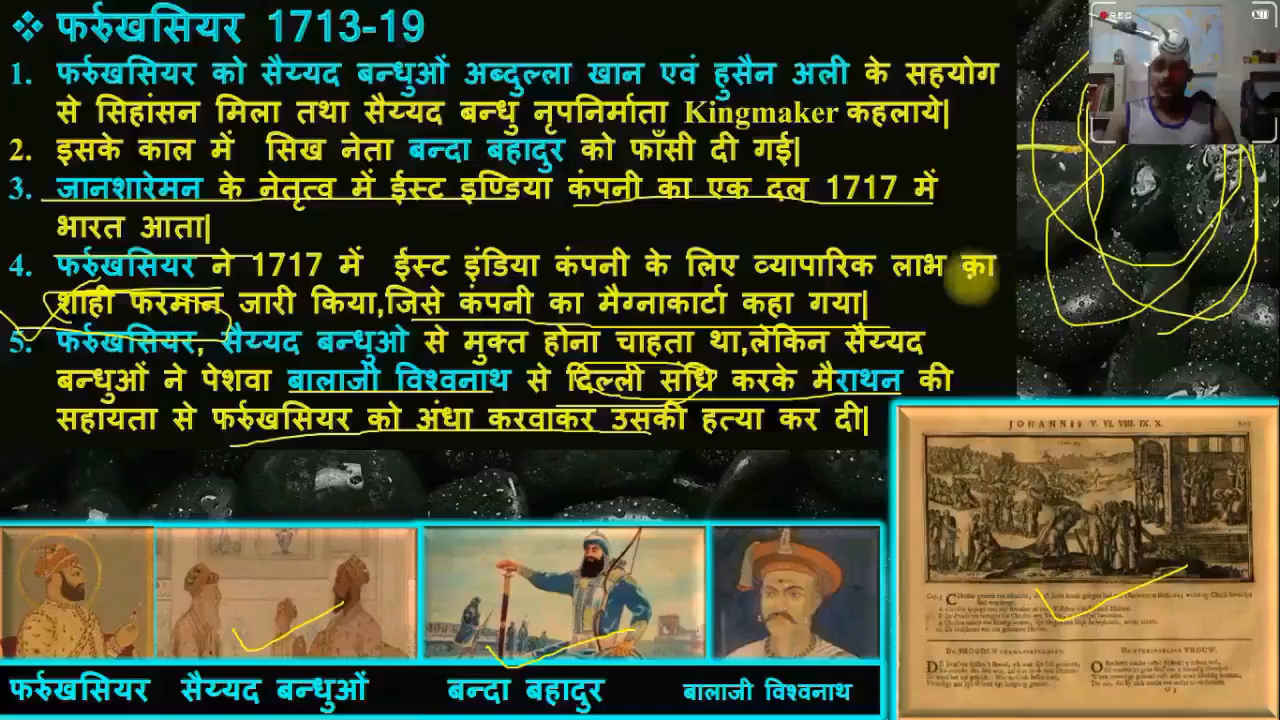 ❖ फर्रुखसियर 1713-19
1. फर्रुखसियर को सैय्यद बन्धुओं अब्दुल्ला खान एवं हुसैन अली के सहयोग
से सिहांसन मिला तथा सैय्यद बन्धु नृपनिर्माता Kingmaker कहलाये|
2. इसके काल में सिख नेता बन्दा बहादुर को फाँसी दी गई|
3. जानशारेमन के नेतृत्व में ईस्ट इण्डिया कंपनी का एक दल 1717 में
भारत आता|
4. फर्रुखसियर ने 1717 में ईस्ट इंडिया कंपनी के लिए व्यापारिक लाभ का
शाही फरमान जारी किया,जिसे कंपनी का मैग्नाकार्टा कहा गया|
5. फर्रुखसियर, सैय्यद बन्धुओ से मुक्त होना चाहता था,लेकिन सैय्यद
बन्धुओं ने पेशवा बालाजी विश्वनाथ से दिल्ली संधि करके मैराथन की
सहायता से फर्रुखसियर को अंधा करवाकर उसकी हत्या कर दी|
REC
JOHANNIS V. VI. VIII. IX. X.
फर्रुखसियर सैय्यद बन्धुओं बन्दा बहादुर बालाजी विश्वनाथ